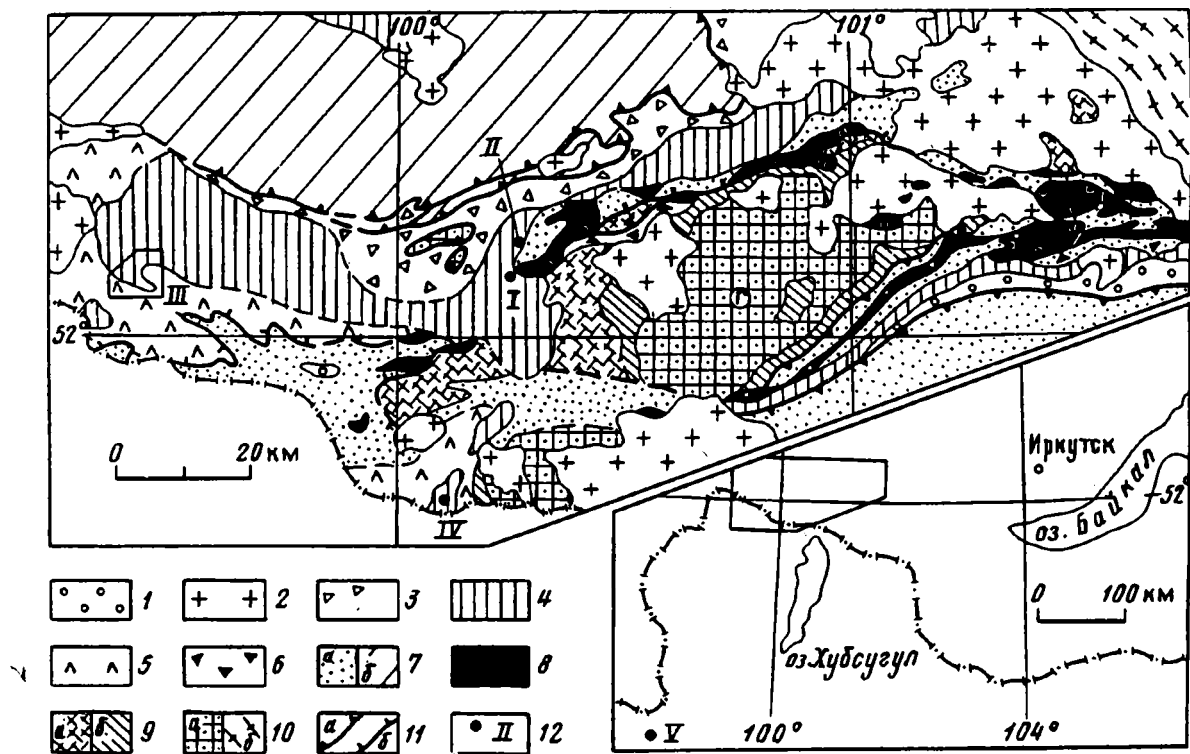 100°
101°
II
I
III
Г
52°
0 20 км
IV
Иркутск
52°
оз. Байкал
0 100 км
оз. Хубсугул
V 100° 104°
1 2 3 4
5 6 а б 7 8
а б 9 а б 10 а б 11 II 12